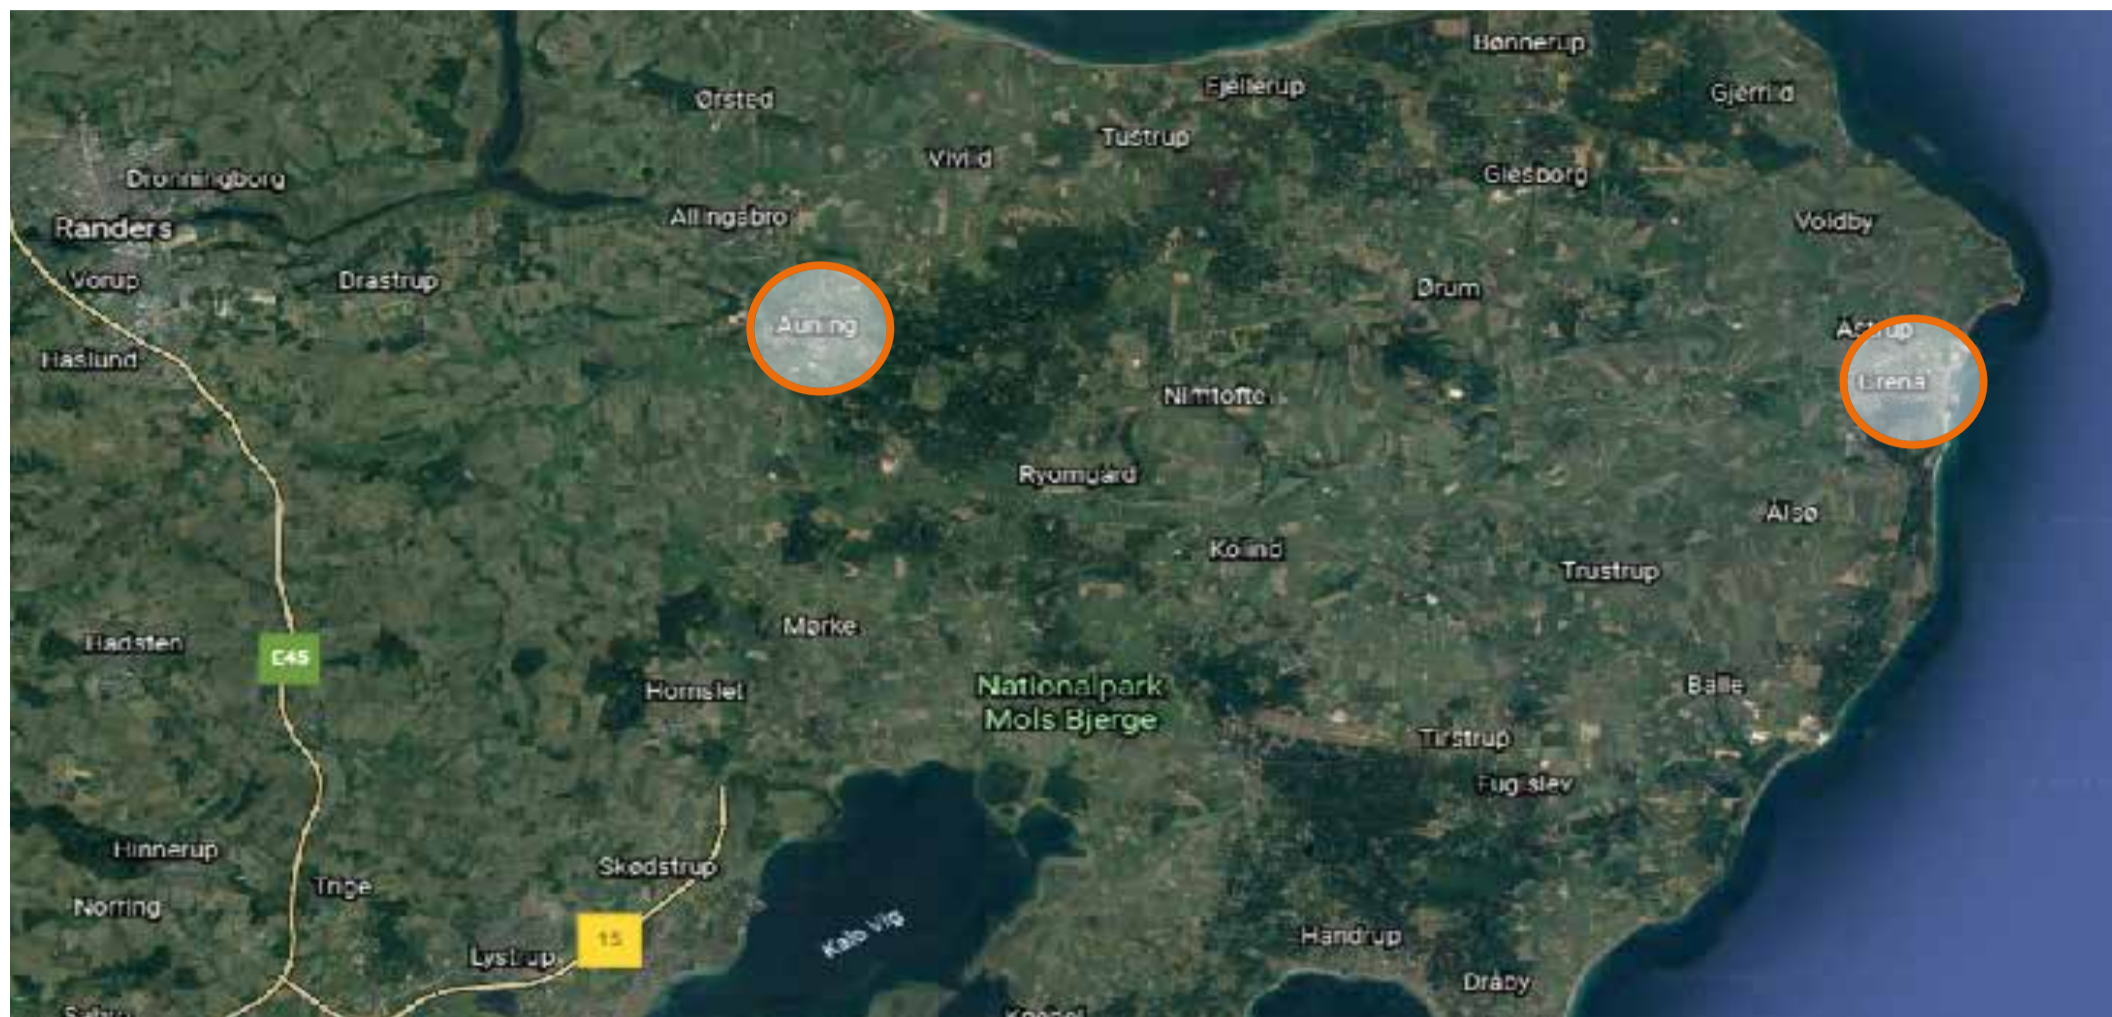 Bønnerup
Fjellerup
Gjerrild
Ørsted
Tustrup
Vivild
Glesborg
Dronningborg
Allingabro
Voldby
Randers
Vorup
Drastrup
Ørum
Auning
Astrup
Haslund
Grenaa
Nimtofte
Ryomgård
Ålsø
Kolind
Trustrup
Mørke
Hadsten
E45
Hornslet
Nationalpark
Mols Bjerge
Balle
Tirstrup
Fuglslev
Hinnerup
Skødstrup
Trige
Norring
Kalø Vig
15
Handrup
Lystrup
Dråby